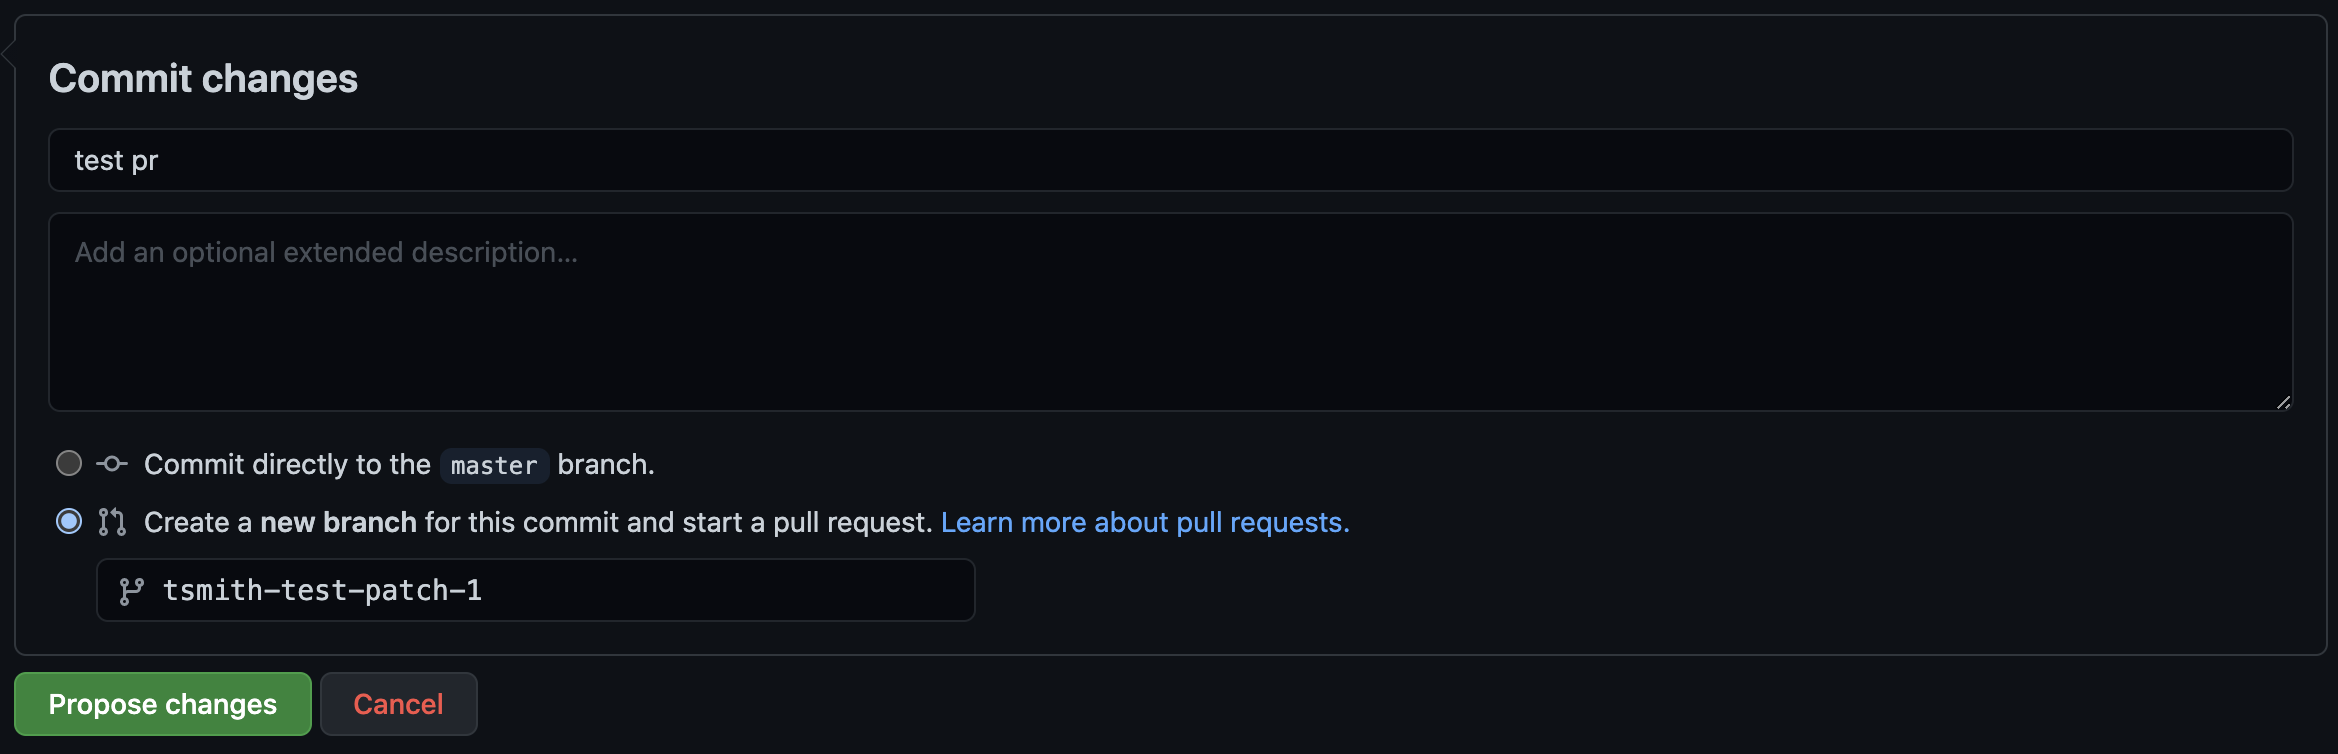 Commit changes
test pr
Add an optional extended description...
Commit directly to the master branch.
Create a new branch for this commit and start a pull request. Learn more about pull requests.
tsmith-test-patch-1
Propose changes Cancel